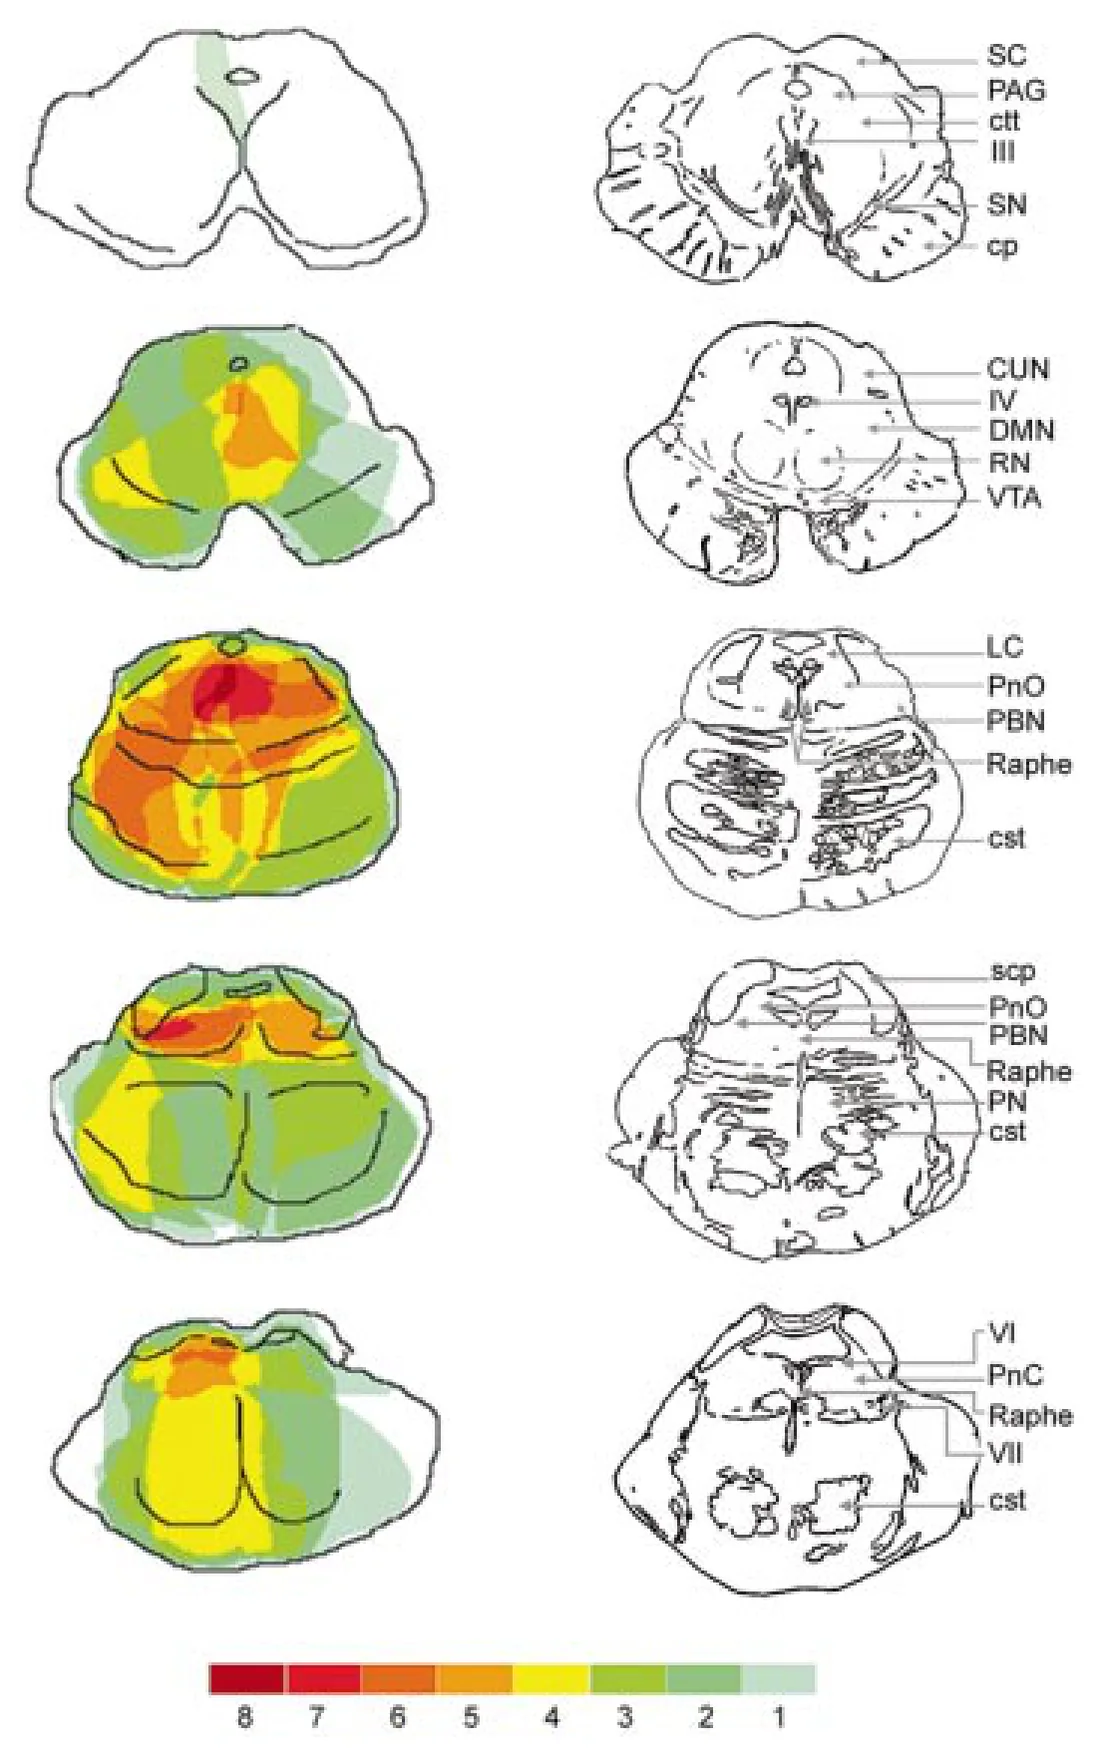 SC
PAG
ctt
III
SN
cp
CUN
IV
DMN
RN
VTA
LC
PnO
PBN
Raphe
cst
scp
PnO
PBN
Raphe
PN
cst
VI
PnC
Raphe
VII
cst
8 7 6 5 4 3 2 1